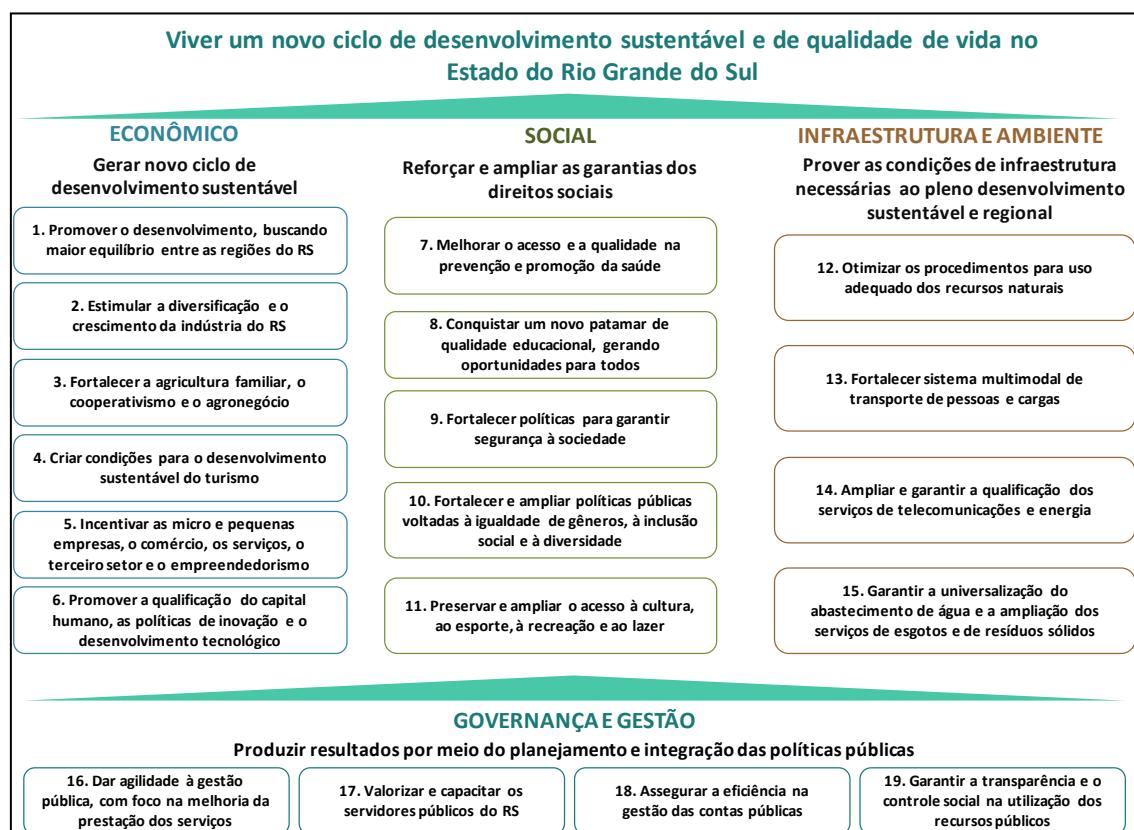 Viver um novo ciclo de desenvolvimento sustentável e de qualidade de vida no
Estado do Rio Grande do Sul
ECONÔMICO
Gerar novo ciclo de
desenvolvimento sustentável
1. Promover o desenvolvimento, buscando
maior equilíbrio entre as regiões do RS
2. Estimular a diversificação e o
crescimento da indústria do RS
3. Fortalecer a agricultura familiar, o
cooperativismo e o agronegócio
4. Criar condições para o desenvolvimento
sustentável do turismo
5. Incentivar as micro e pequenas
empresas, o comércio, os serviços, o
terceiro setor e o empreendedorismo
6. Promover a qualificação do capital
humano, as políticas de inovação e o
desenvolvimento tecnológico
SOCIAL
Reforçar e ampliar as garantias dos
direitos sociais
7. Melhorar o acesso e a qualidade na
prevenção e promoção da saúde
8. Conquistar um novo patamar de
qualidade educacional, gerando
oportunidades para todos
9. Fortalecer políticas para garantir
segurança à sociedade
10. Fortalecer e ampliar políticas públicas
voltadas à igualdade de gêneros, à inclusão
social e à diversidade
11. Preservar e ampliar o acesso à cultura,
ao esporte, à recreação e ao lazer
INFRAESTRUTURA E AMBIENTE
Prover as condições de infraestrutura
necessárias ao pleno desenvolvimento
sustentável e regional
12. Otimizar os procedimentos para uso
adequado dos recursos naturais
13. Fortalecer sistema multimodal de
transporte de pessoas e cargas
14. Ampliar e garantir a qualificação dos
serviços de telecomunicações e energia
15. Garantir a universalização do
abastecimento de água e a ampliação dos
serviços de esgotos e de resíduos sólidos
GOVERNANÇA E GESTÃO
Produzir resultados por meio do planejamento e integração das políticas públicas
16. Dar agilidade à gestão
pública, com foco na melhoria da
prestação dos serviços
17. Valorizar e capacitar os
servidores públicos do RS
18. Assegurar a eficiência na
gestão das contas públicas
19. Garantir a transparência e o
controle social na utilização dos
recursos públicos